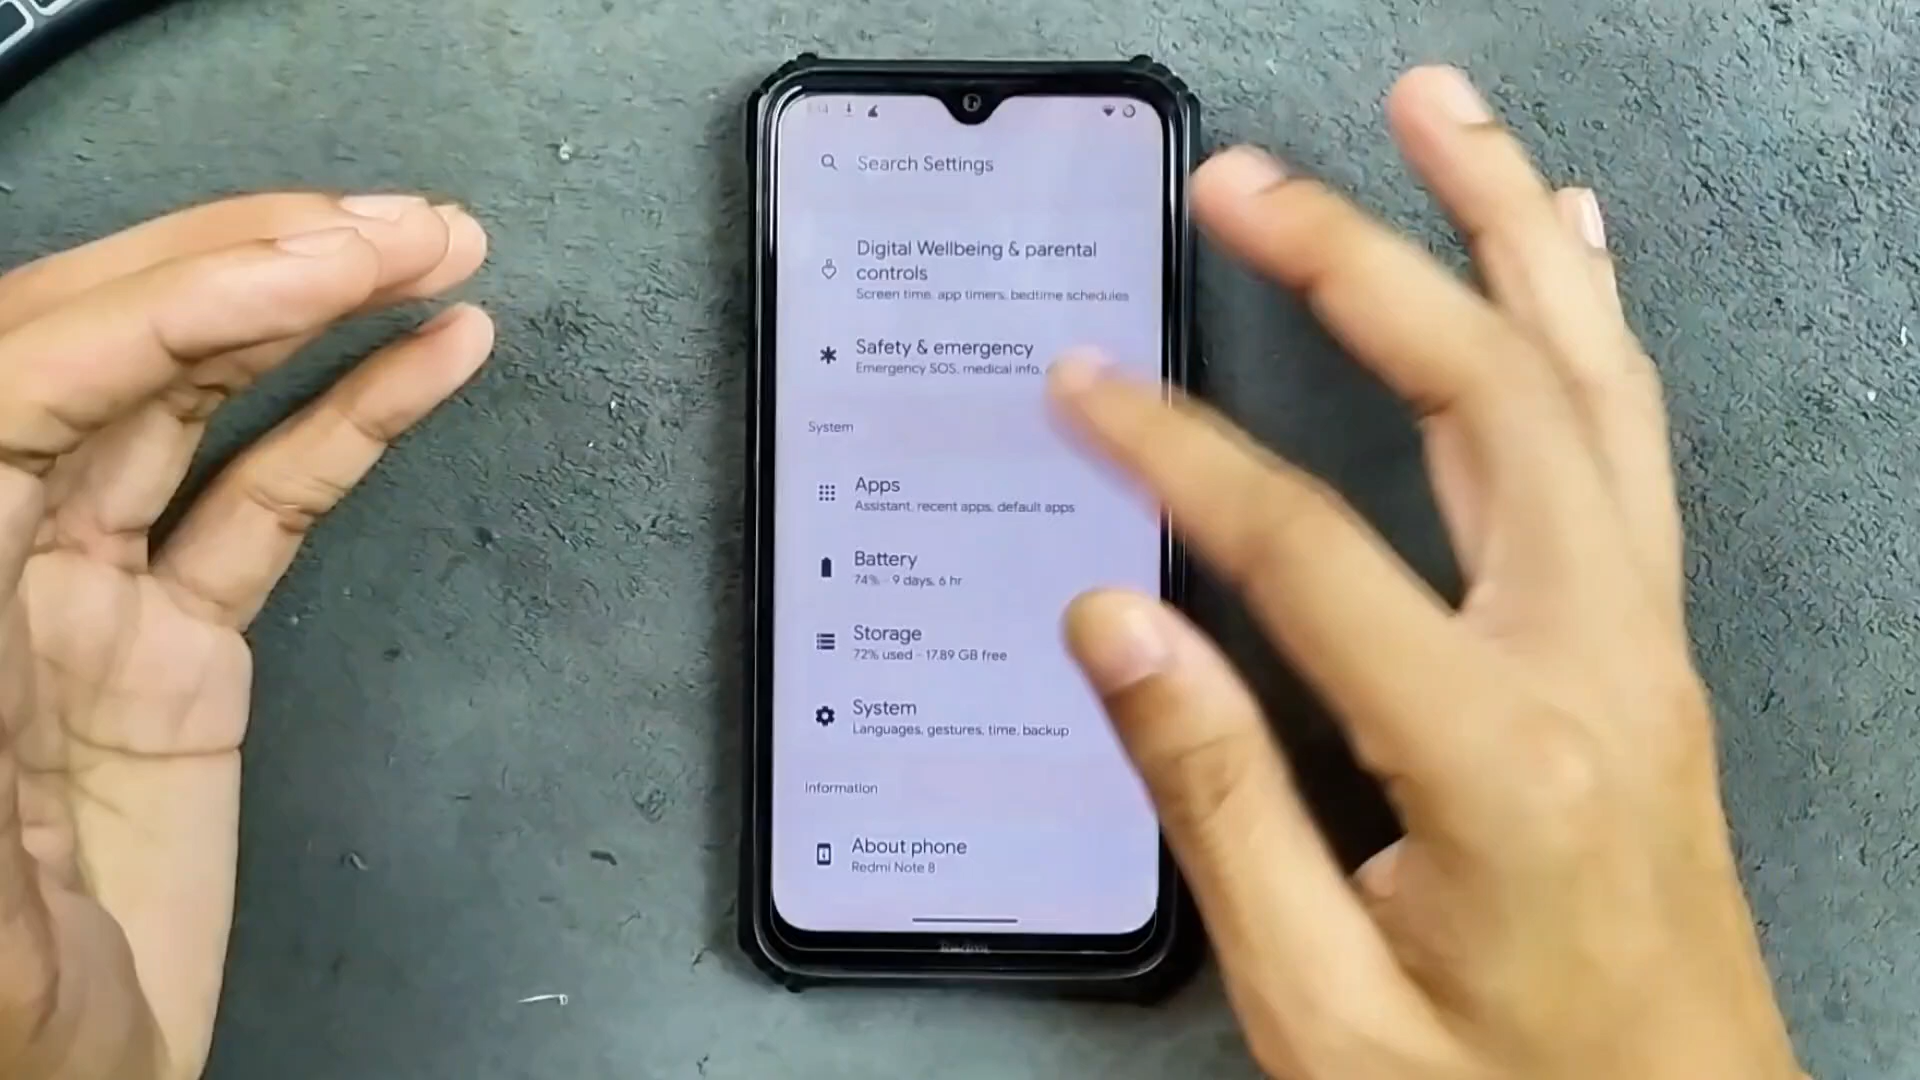 Search Settings
Digital Wellbeing & parental
controls
Screen time, app timers, bedtime schedules
Safety & emergency
Emergency SOS, medical info,
System
Apps
Assistant, recent apps, default apps
Battery
74% - 9 days, 6 hr
Storage
72% used - 17.89 GB free
System
Languages, gestures, time, backup
Information
About phone
Redmi Note 8